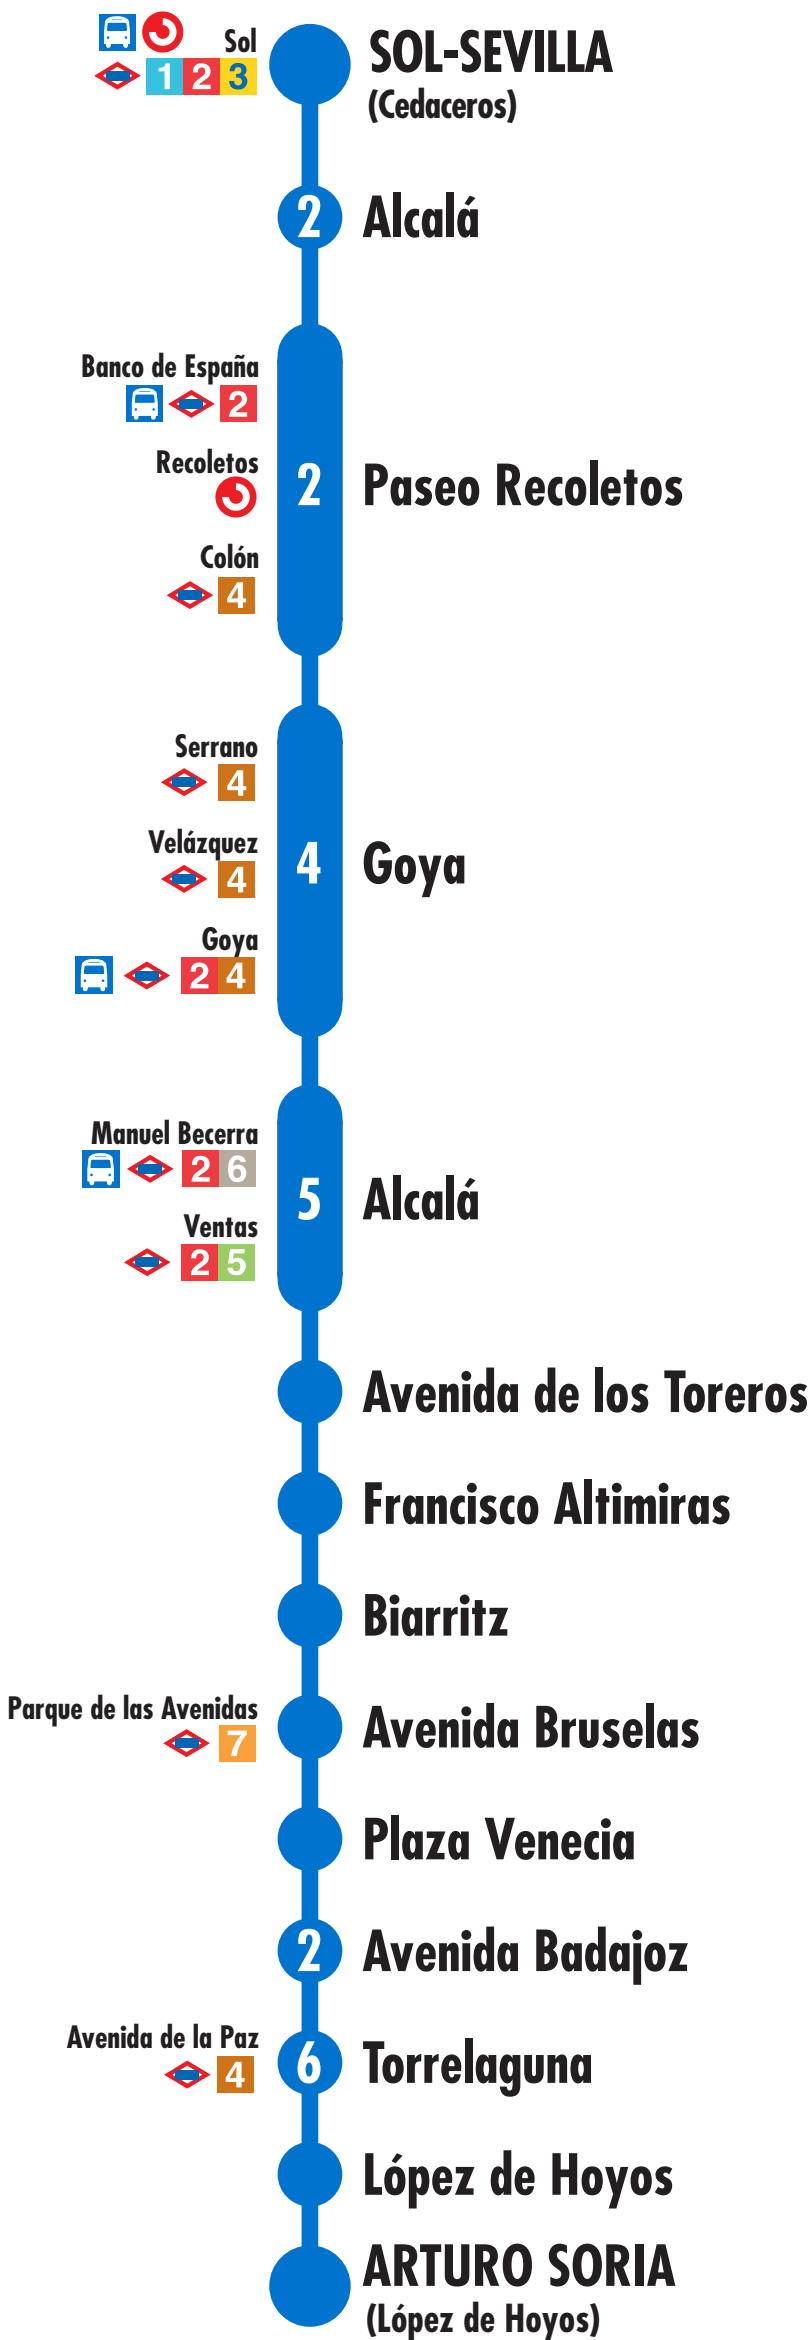 Sol
1 2 3
SOL-SEVILLA
(Cedaceros)
2 Alcalá
Banco de España
2
Recoletos
2 Paseo Recoletos
Colón
4
Serrano
4
Velázquez
4
4 Goya
Goya
2 4
Manuel Becerra
2 6
5 Alcalá
Ventas
2 5
Avenida de los Toreros
Francisco Altimiras
Biarritz
Parque de las Avenidas
7
Avenida Bruselas
Plaza Venecia
2 Avenida Badajoz
Avenida de la Paz
4
6 Torrelaguna
López de Hoyos
ARTURO SORIA
(López de Hoyos)